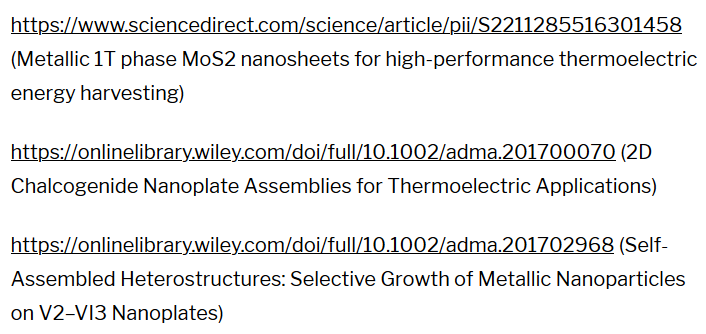 https://www.sciencedirect.com/science/article/pii/S2211285516301458
(Metallic 1T phase MoS2 nanosheets for high-performance thermoelectric
energy harvesting)
https://onlinelibrary.wiley.com/doi/full/10.1002/adma.201700070 (2D
Chalcogenide Nanoplate Assemblies for Thermoelectric Applications)
https://onlinelibrary.wiley.com/doi/full/10.1002/adma.201702968 (Self-
Assembled Heterostructures: Selective Growth of Metallic Nanoparticles
on V2–VI3 Nanoplates)